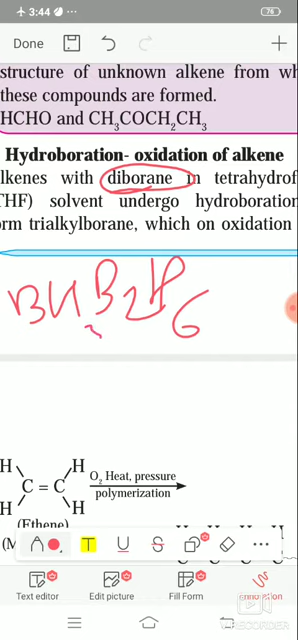 3:44
76
Done
structure of unknown alkene from wh
these compounds are formed.
HCHO and CH₃COCH₂CH₃
Hydroboration- oxidation of alkene
lkenes with diborane in tetrahydrof
THF) solvent undergo hydroboration
orm trialkylborane, which on oxidation
BH₃ B2H6
H H
C = C
H H
O₂ Heat, pressure
polymerization
(Ethene)
(M
T U S
Text editor Edit picture Fill Form
RECORDER